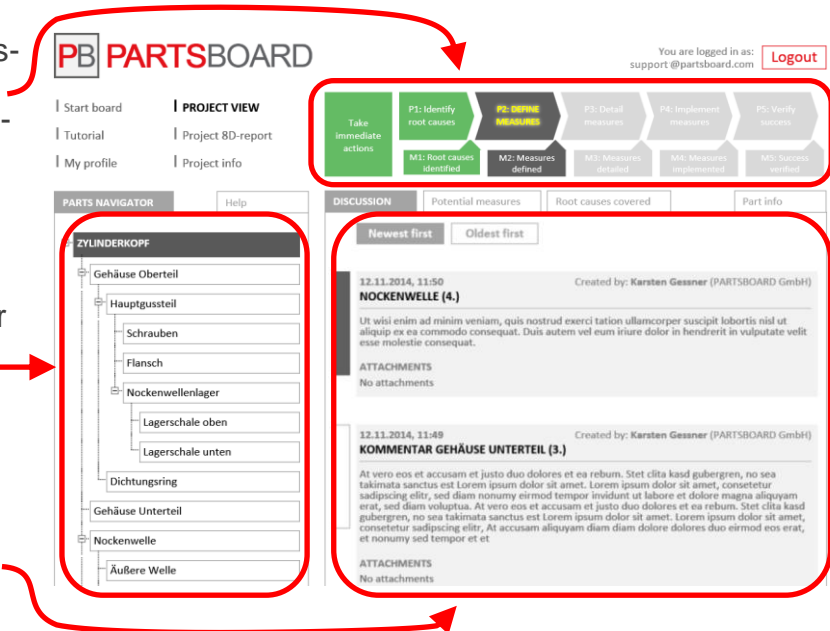 s-
-
r
PB PARTSBOARD
You are logged in as:
support@partsboard.com
Logout
Start board
PROJECT VIEW
Tutorial
Project 8D-report
My profile
Project info
Take
immediate
actions
P1: Identify
root causes
P2: DEFINE
MEASURES
P3: Detail
measures
P4: Implement
measures
P5: Verify
success
M1: Root causes
identified
M2: Measures
defined
M3: Measures
detailed
M4: Measures
implemented
M5: Success
verified
PARTS NAVIGATOR
Help
ZYLINDERKOPF
Gehäuse Oberteil
Hauptgussteil
Schrauben
Flansch
Nockenwellenlager
Lagerschale oben
Lagerschale unten
Dichtungsring
Gehäuse Unterteil
Nockenwelle
Äußere Welle
DISCUSSION
Potential measures
Root causes covered
Part info
Newest first
Oldest first
12.11.2014, 11:50
Created by: Karsten Gessner (PARTSBOARD GmbH)
NOCKENWELLE (4.)
Ut wisi enim ad minim veniam, quis nostrud exerci tation ullamcorper suscipit lobortis nisl ut
aliquip ex ea commodo consequat. Duis autem vel eum iriure dolor in hendrerit in vulputate velit
esse molestie consequat.
ATTACHMENTS
No attachments
12.11.2014, 11:49
Created by: Karsten Gessner (PARTSBOARD GmbH)
KOMMENTAR GEHÄUSE UNTERTEIL (3.)
At vero eos et accusam et justo duo dolores et ea rebum. Stet clita kasd gubergren, no sea
takimata sanctus est Lorem ipsum dolor sit amet. Lorem ipsum dolor sit amet, consetetur
sadipscing elitr, sed diam nonumy eirmod tempor invidunt ut labore et dolore magna aliquyam
erat, sed diam voluptua. At vero eos et accusam et justo duo dolores et ea rebum. Stet clita kasd
gubergren, no sea takimata sanctus est Lorem ipsum dolor sit amet. Lorem ipsum dolor sit amet,
consetetur sadipscing elitr, At accusam aliquyam diam diam dolore dolores duo eirmod eos erat,
et nonumy sed tempor et et
ATTACHMENTS
No attachments